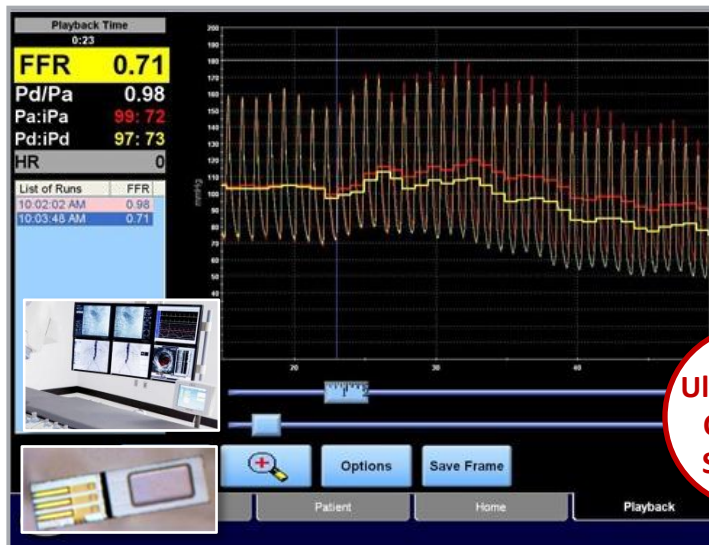 Playback Time
0:23
FFR 0.71
Pd/Pa 0.98
Pa:iPa 99: 72
Pd:iPd 97: 73
HR 0
List of Runs FFR
10:02:02 AM 0.98
10:03:48 AM 0.71
200
190
180
170
160
150
140
130
120
110
100
90
80
70
60
50
40
mmHg
20
30
40
Options
Save Frame
Patient
Home
Playback